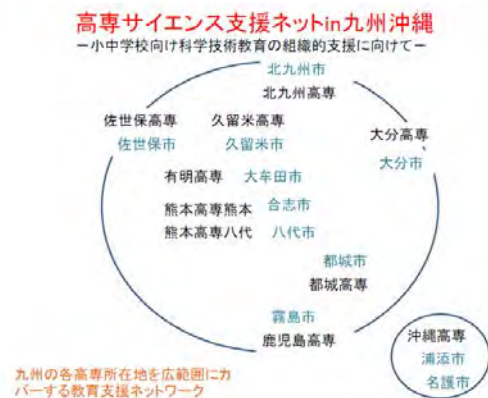 高専サイエンス支援ネットin九州沖縄
－小中学校向け科学技術教育の組織的支援に向けて－
北九州市
北九州高専
佐世保高専 久留米高専
佐世保市 久留米市
大分高専、
大分市
有明高専 大牟田市
熊本高専熊本 合志市
熊本高専八代 八代市
都城市
都城高専
霧島市
鹿児島高専
沖縄高専
浦添市
名護市
九州の各高専所在地を広範囲にカ
バーする教育支援ネットワーク